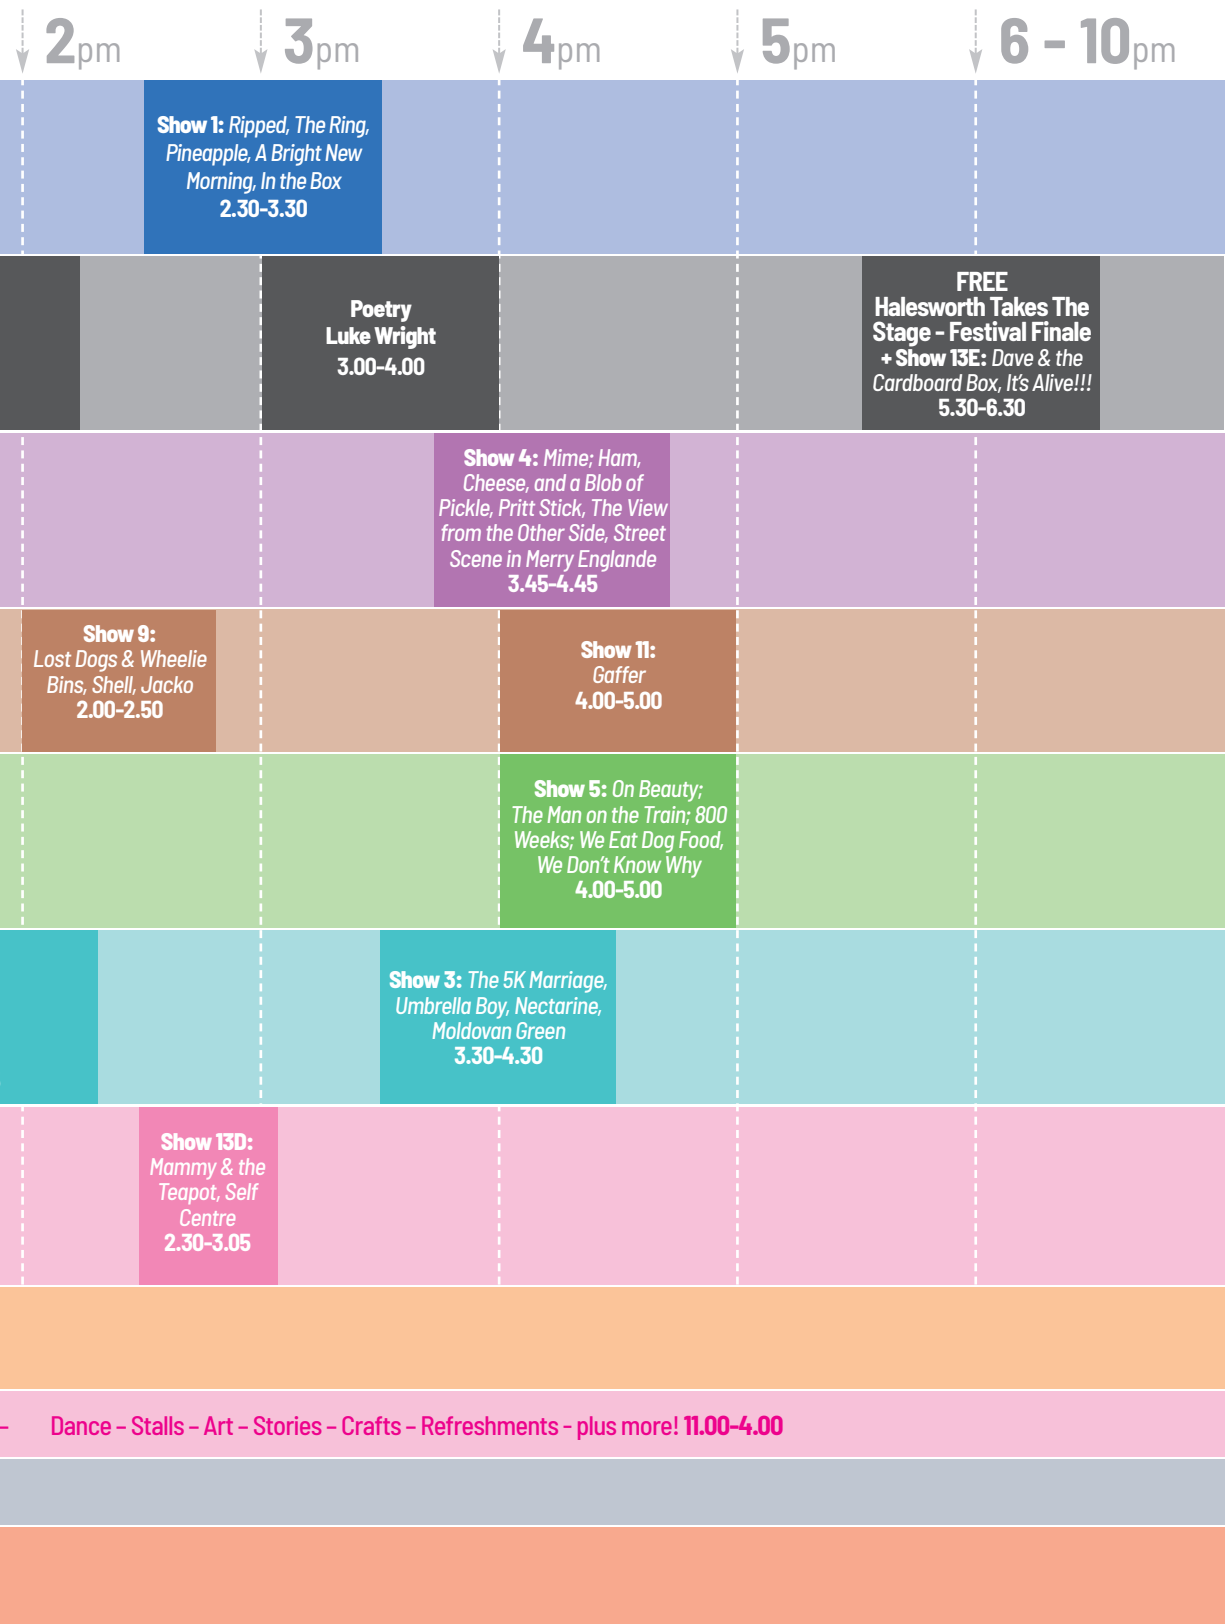 2pm 3pm 4pm 5pm 6 - 10pm
Show 1: Ripped, The Ring,
Pineapple, A Bright New
Morning, In the Box
2.30-3.30
Poetry
Luke Wright
3.00-4.00
FREE
Halesworth Takes The
Stage - Festival Finale
+ Show 13E: Dave & the
Cardboard Box, It's Alive!!!
5.30-6.30
Show 4: Mime; Ham,
Cheese, and a Blob of
Pickle, Pritt Stick, The View
from the Other Side, Street
Scene in Merry Englande
3.45-4.45
Show 9:
Lost Dogs & Wheelie
Bins, Shell, Jacko
2.00-2.50
Show 11:
Gaffer
4.00-5.00
Show 5: On Beauty;
The Man on the Train; 800
Weeks; We Eat Dog Food,
We Don't Know Why
4.00-5.00
Show 3: The 5K Marriage,
Umbrella Boy, Nectarine,
Moldovan Green
3.30-4.30
Show 13D:
Mammy & the
Teapot, Self
Centre
2.30-3.05
– Dance – Stalls – Art – Stories – Crafts – Refreshments - plus more! 11.00-4.00